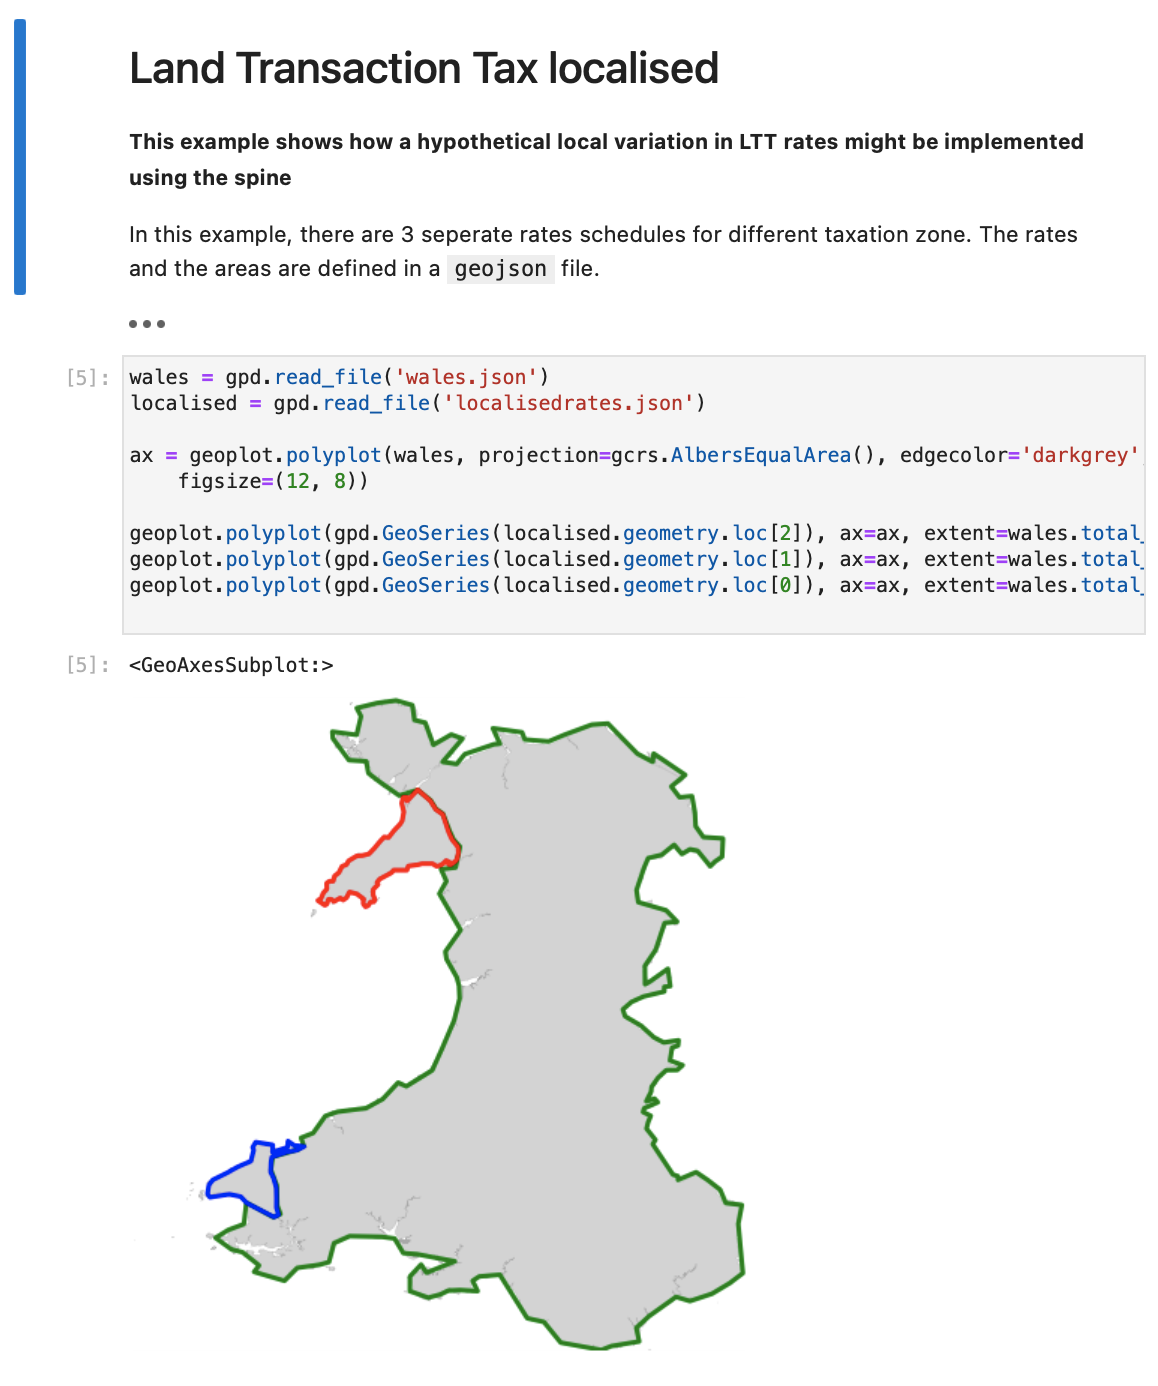 Land Transaction Tax localised
This example shows how a hypothetical local variation in LTT rates might be implemented
using the spine
In this example, there are 3 seperate rates schedules for different taxation zone. The rates
and the areas are defined in a geojson file.
[5]:
wales = gpd.read_file('wales.json')
localised = gpd.read_file('localisedrates.json')
ax = geoplot.polyplot(wales, projection=gcrs.AlbersEqualArea(), edgecolor='darkgrey'
figsize=(12, 8))
geoplot.polyplot(gpd.GeoSeries(localised.geometry.loc[2]), ax=ax, extent=wales.total_
geoplot.polyplot(gpd.GeoSeries(localised.geometry.loc[1]), ax=ax, extent=wales.total_
geoplot.polyplot(gpd.GeoSeries(localised.geometry.loc[0]), ax=ax, extent=wales.total_
[5]: <GeoAxesSubplot:>